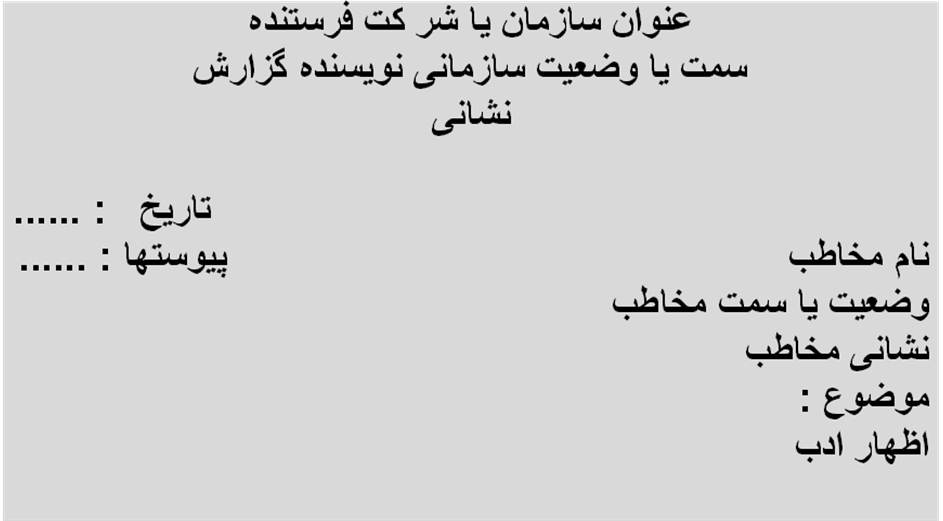 عنوان سازمان یا شر کت فرستنده
سمت یا وضعیت سازمانی نویسنده گزارش
نشانی
تاریخ : ......
نام مخاطب
پیوستها : ......
وضعیت یا سمت مخاطب
نشانی مخاطب
موضوع :
اظهار ادب